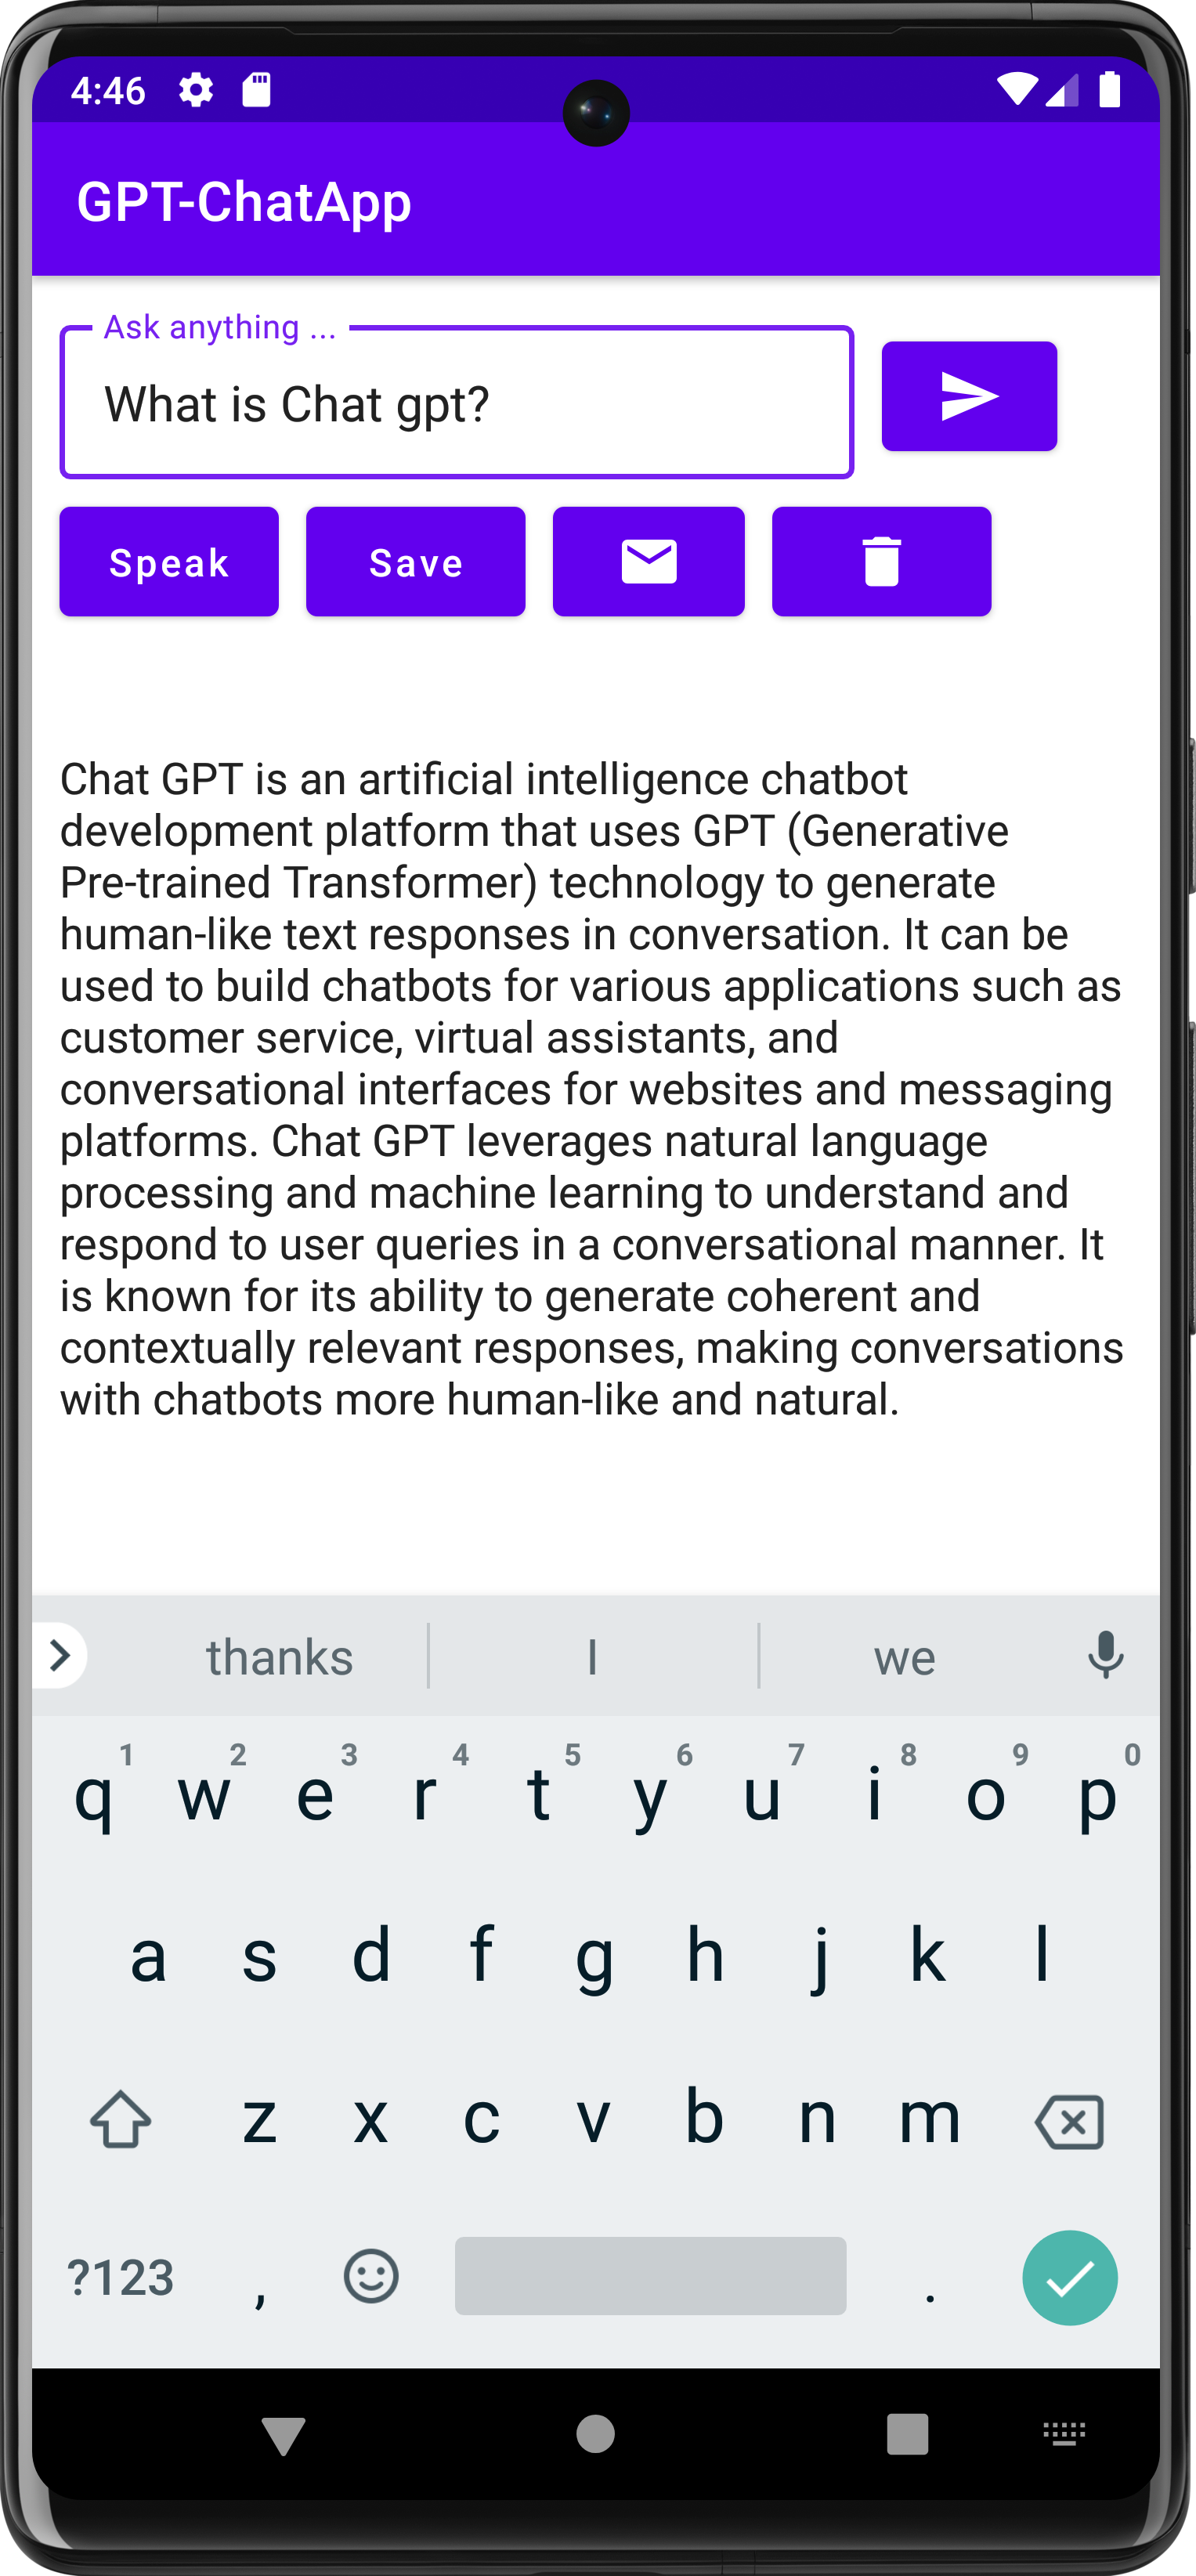 4:46
GPT-ChatApp
Ask anything ...
What is Chat gpt?
Speak Save
Chat GPT is an artificial intelligence chatbot
development platform that uses GPT (Generative
Pre-trained Transformer) technology to generate
human-like text responses in conversation. It can be
used to build chatbots for various applications such as
customer service, virtual assistants, and
conversational interfaces for websites and messaging
platforms. Chat GPT leverages natural language
processing and machine learning to understand and
respond to user queries in a conversational manner. It
is known for its ability to generate coherent and
contextually relevant responses, making conversations
with chatbots more human-like and natural.
thanks I we
1 2 3 4 5 6 7 8 9 0
q w e r t y u i o p
a s d f g h j k l
z x c v b n m
?123 , .